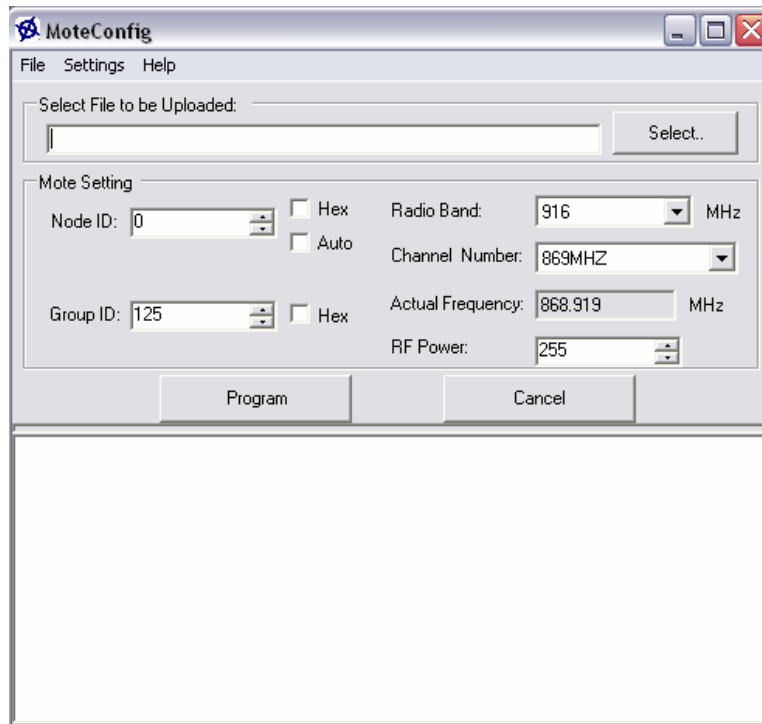 MoteConfig
File Settings Help
Select File to be Uploaded:
Select..
Mote Setting
Node ID: 0
Hex
Auto
Radio Band: 916 MHz
Channel Number: 869MHZ
Group ID: 125
Hex
Actual Frequency: 868.919 MHz
RF Power: 255
Program Cancel